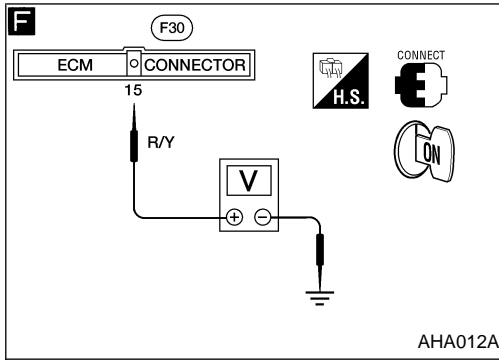 F
F30
ECM CONNECTOR
15
R/Y
V
+ −
H.S.
CONNECT
ON
AHA012A